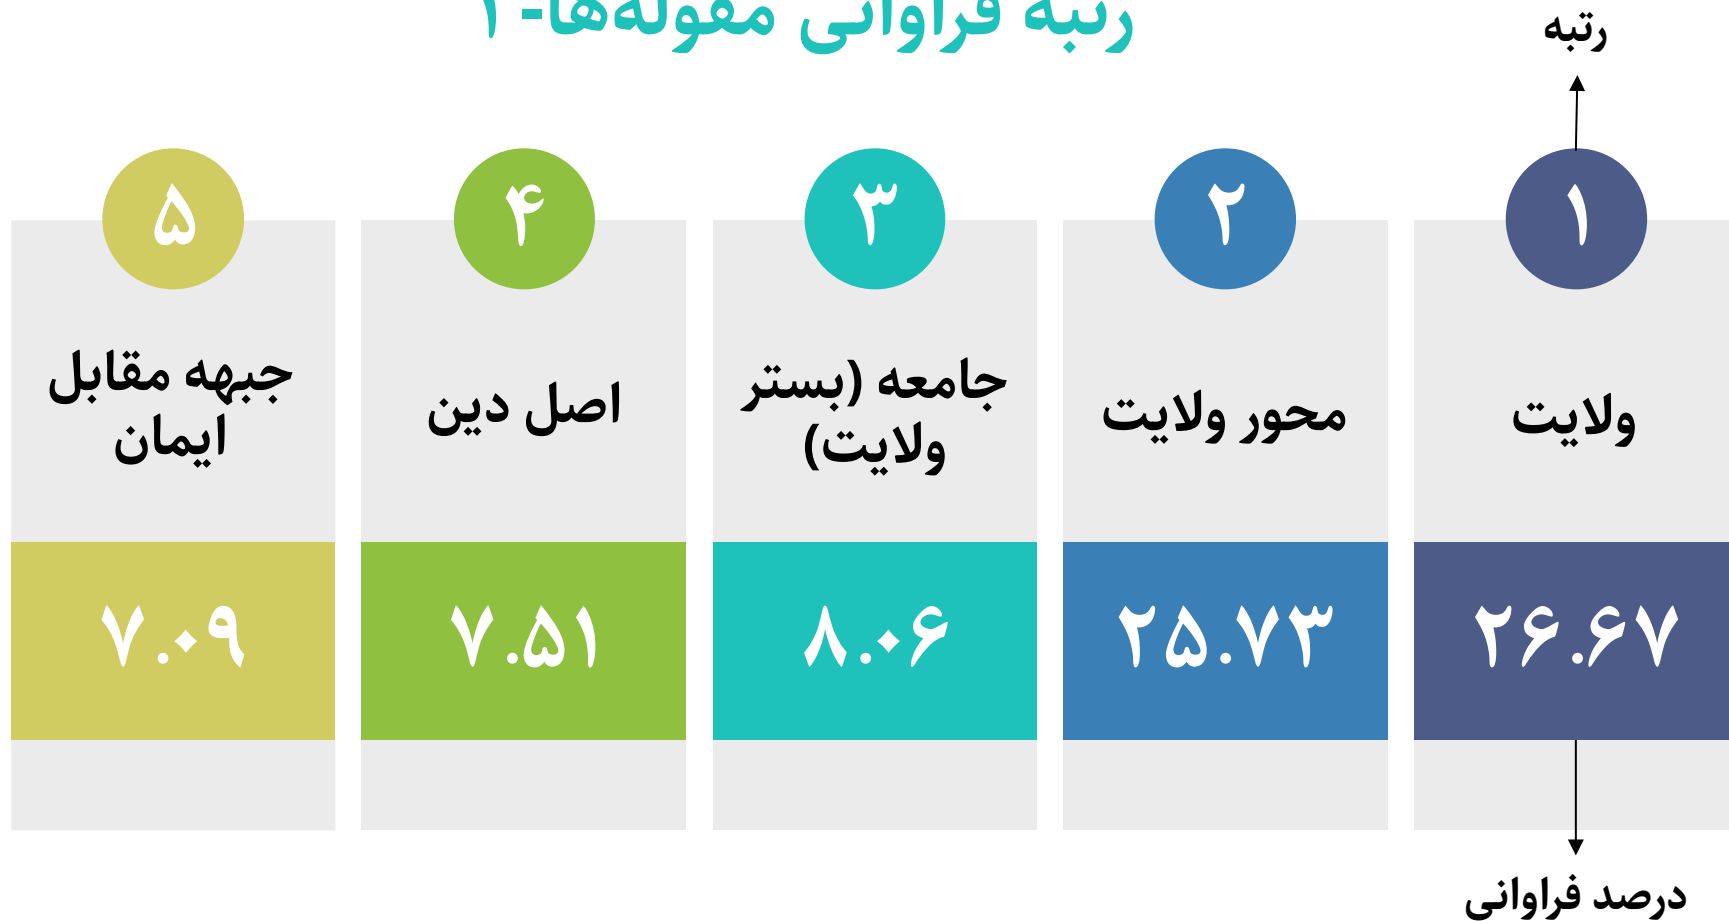 رتبه فراوانی مقوله‌ها- ۱
رتبه
۱
ولایت
۲۶.۶۷
۲
محور ولایت
۲۵.۷۳
۳
جامعه (بستر
ولایت)
۸.۰۶
۴
اصل دین
۷.۵۱
۵
جبهه مقابل
ایمان
۷.۰۹
درصد فراوانی